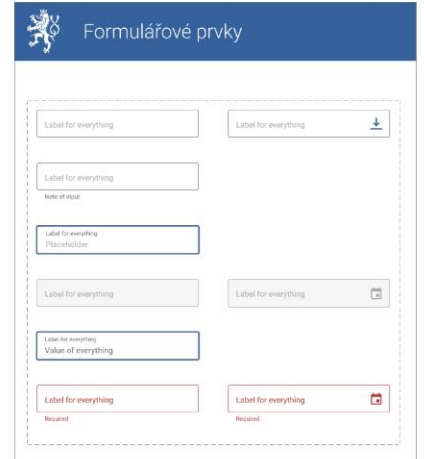 Formulářové prvky
Label for everything
Label for everything
Label for everything
Note of input
Label for everything
Placeholder
Label for everything
Label for everything
Label for everything
Value of everything
Label for everything
Label for everything
Required
Required